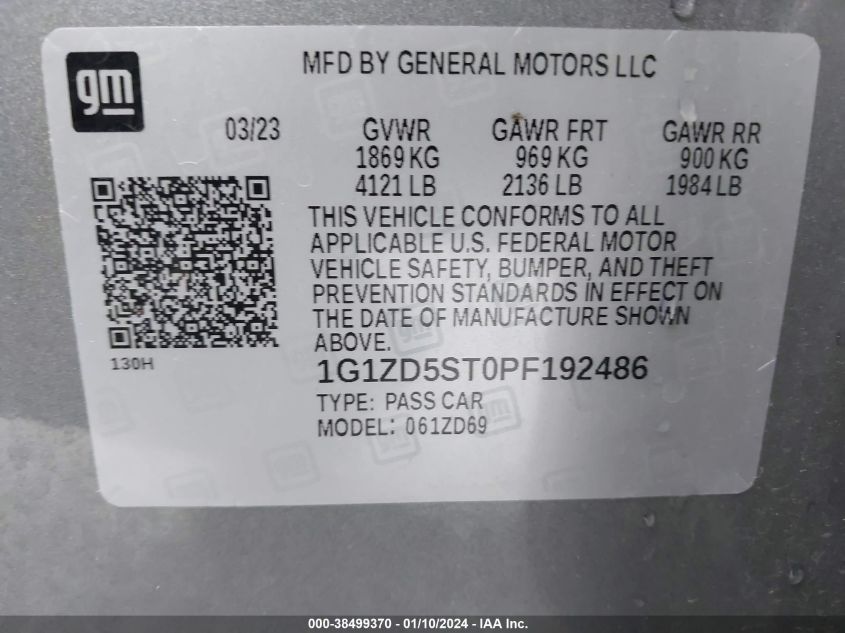 gm
MFD BY GENERAL MOTORS LLC
03/23 GVWR GAWR FRT GAWR RR
1869 KG 969 KG 900 KG
4121 LB 2136 LB 1984 LB
THIS VEHICLE CONFORMS TO ALL
APPLICABLE U.S. FEDERAL MOTOR
VEHICLE SAFETY, BUMPER, AND THEFT
PREVENTION STANDARDS IN EFFECT ON
THE DATE OF MANUFACTURE SHOWN
ABOVE.
130H
1G1ZD5ST0PF192486
TYPE: PASS CAR
MODEL: 061ZD69
000-38499370 - 01/10/2024 - IAAI Inc.